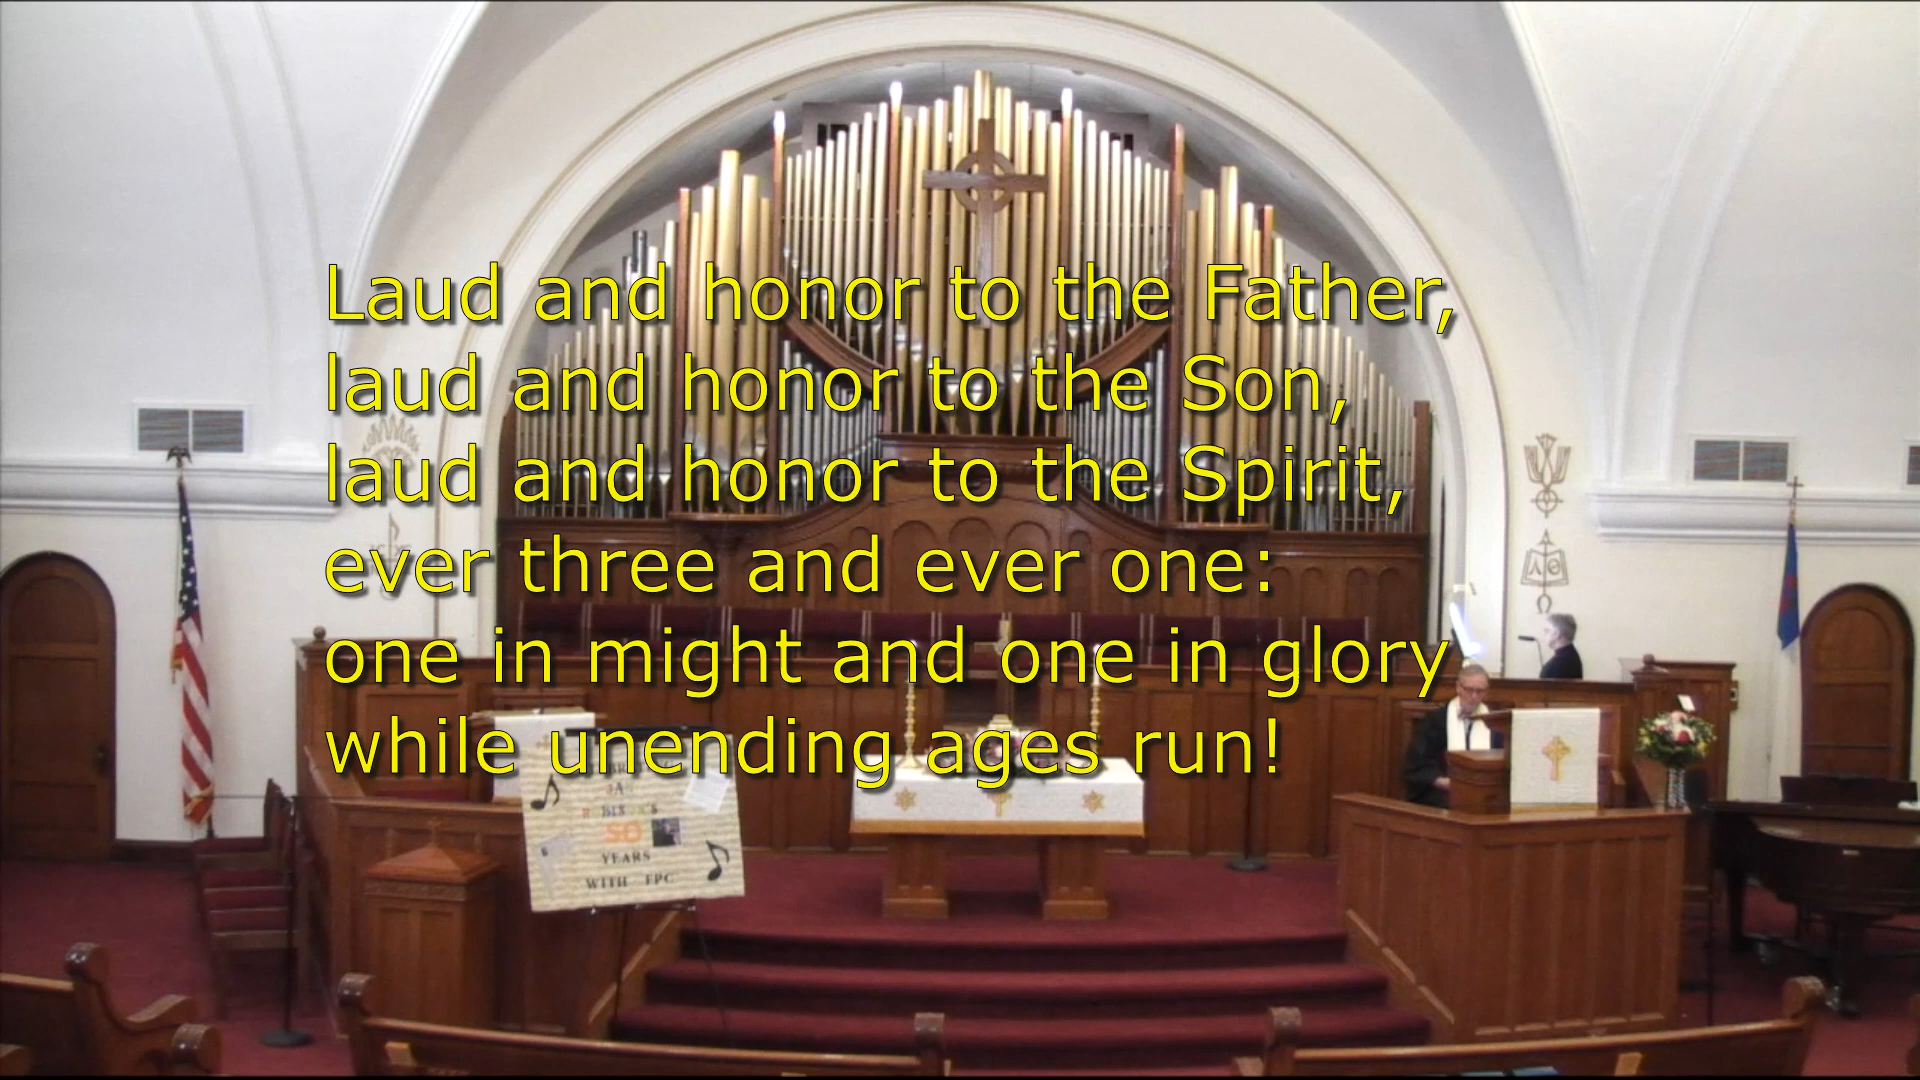 Laud and honor to the Father,
laud and honor to the Son,
laud and honor to the Spirit,
ever three and ever one:
one in might and one in glory
while unending ages run!
50
YEARS
WITH FPC